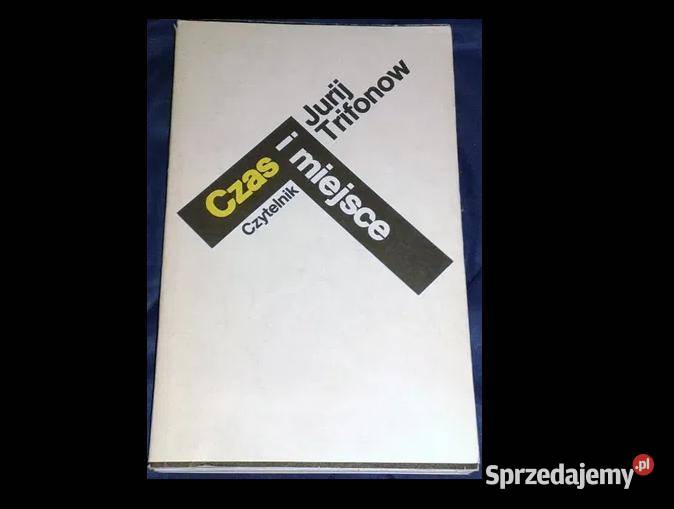 Jurij
Trifonow
Czas
i miejsce
Czytelnik
Sprzedajemy.pl